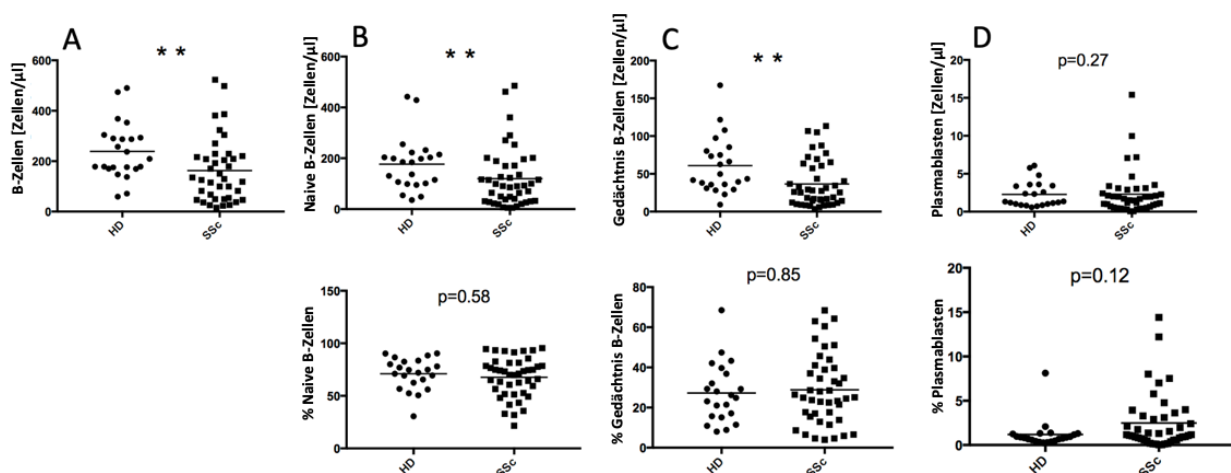 A
B-Zellen [Zellen/µl]
600
400
200
0
* *
HD
SSc
B
Naive B-Zellen [Zellen/µl]
600
400
200
0
* *
HD
SSc
C
Gedächtnis B-Zellen [Zellen/µl]
200
150
100
50
0
* *
HD
SSc
D
Plasmablasten [Zellen/µl]
20
15
10
5
0
p=0.27
HD
SSc
% Naive B-Zellen
150
100
50
0
p=0.58
HD
SSc
% Gedächtnis B-Zellen
80
60
40
20
0
p=0.85
HD
SSc
% Plasmablasten
20
15
10
5
0
p=0.12
HD
SSc